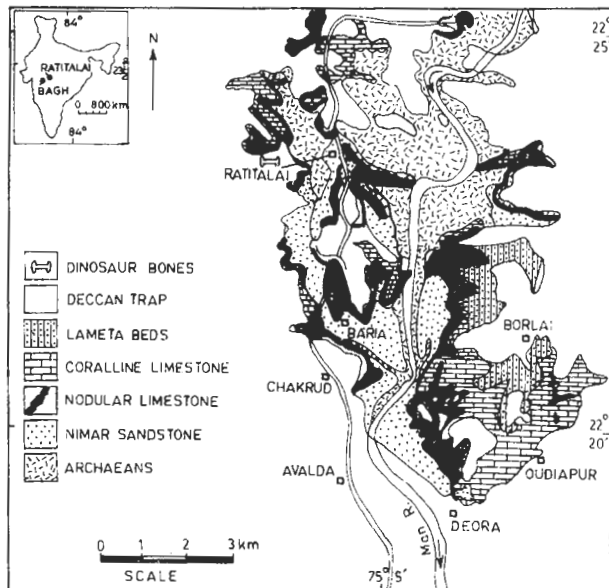 84°
N
RATITALAI
BAGH
0 800 km
84°
22°
25'
RATITALAI
DINOSAUR BONES
DECCAN TRAP
LAMETA BEDS
CORALLINE LIMESTONE
NODULAR LIMESTONE
NIMAR SANDSTONE
ARCHAEANS
BARIA
BORLAI
CHAKRUD
22°
20'
AVALDA
OUDIAPUR
Man R.
DEORA
0 1 2 3 km
SCALE
75° 5'